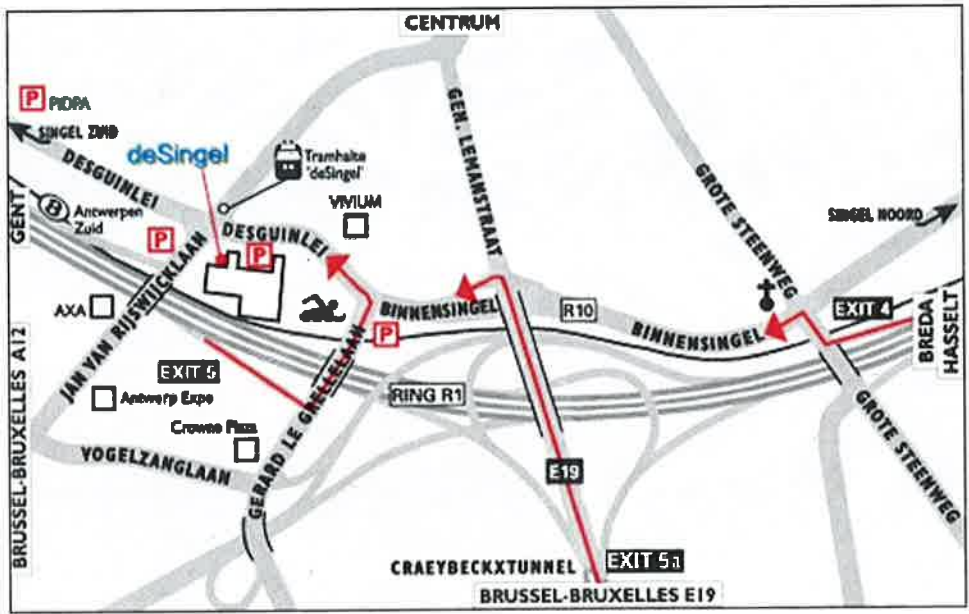 CENTRUM
P PIDPA
SINGEL ZUID
DESGUINLEI
deSingel
Tramhalte
'deSingel'
VIVIUM
GEN. LEMANSTRAAT
GROTE STEENWEG
SINGEL NOORD
GENT
8
Antwerpen
Zuid
P
DESGUINLEI
P
AXA
JAN VAN RIJSWIJCKLAAN
BINNENSINGEL
R10
BINNENSINGEL
EXIT 4
BREDA
HASSELT
P
EXIT 5
RING R1
Antwerp Expo
Crowne Plaza
GERARD LE GRELLELAAN
VOGELZANGLAAN
GROTE STEENWEG
BRUSSEL-BRUXELLES A12
E19
CRAEYBECKXTUNNEL
EXIT 5a
BRUSSEL-BRUXELLES E19